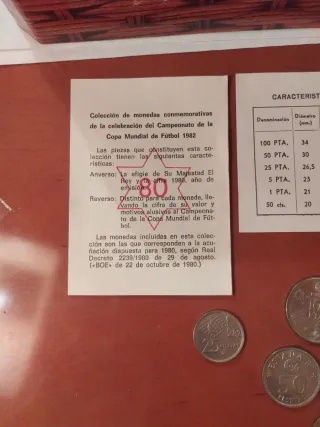 Colección de monedas conmemorativas
de la celebración del Campeonato de la
Copa Mundial de Fútbol 1982
Las piezas que constituyen esta co-
lección tienen las siguientes caracte-
rísticas:
Anverso: La efigie de Su Majestad El
Rey y la cifra 1980, año de
emisión.
Reverso: Distinto para cada moneda, lle-
vando la cifra de su valor y
motivos alusivos al Campeona-
to de la Copa Mundial de Fút-
bol.
80
Las monedas incluidas en esta colec-
ción son las que corresponden a la acu-
ñación dispuesta para 1980, según Real
Decreto 2239/1980 de 29 de agosto.
(«BOE» de 22 de octubre de 1980.)
CARACTERIST
Denominación Diámetro
(mm.)
100 PTA. 34
50 PTA. 30
25 PTA. 26,5
5 PTA. 23
1 PTA. 21
50 cts. 20
25
50